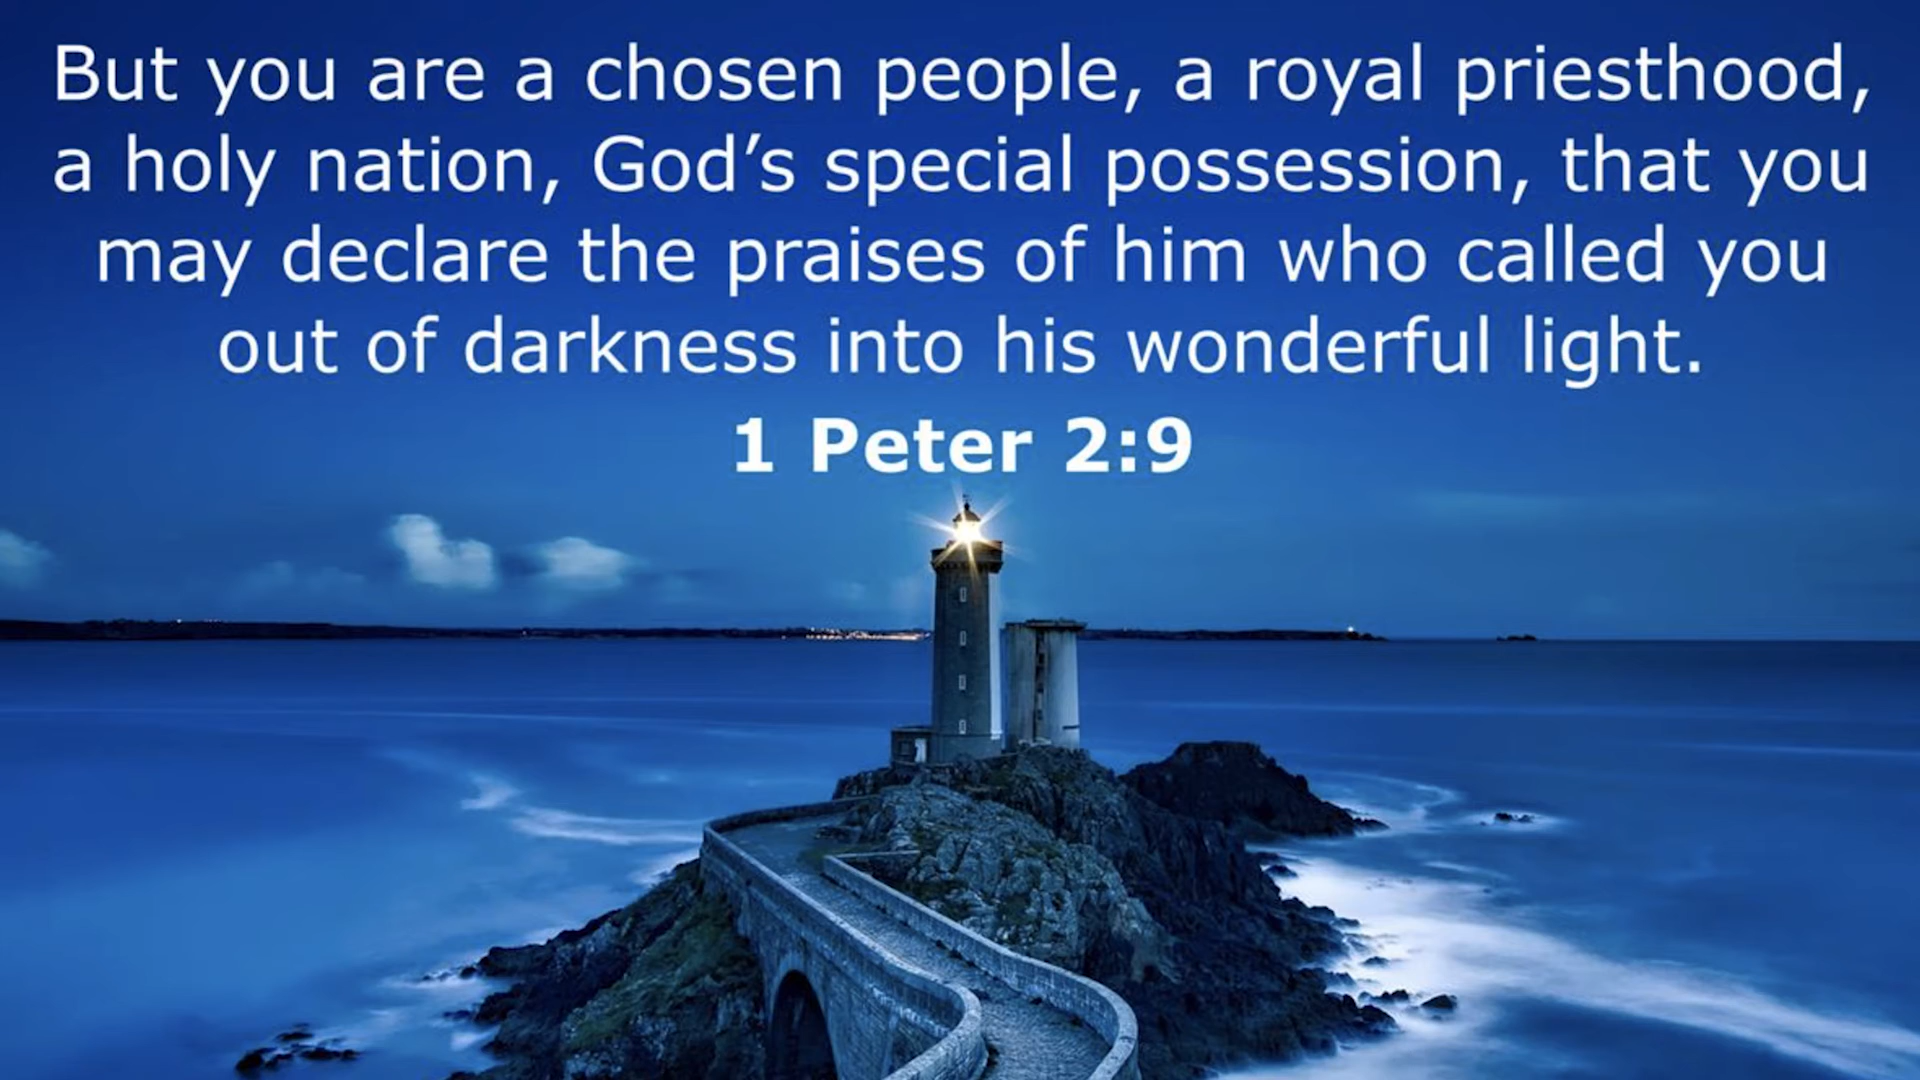 But you are a chosen people, a royal priesthood,
a holy nation, God’s special possession, that you
may declare the praises of him who called you
out of darkness into his wonderful light.
1 Peter 2:9